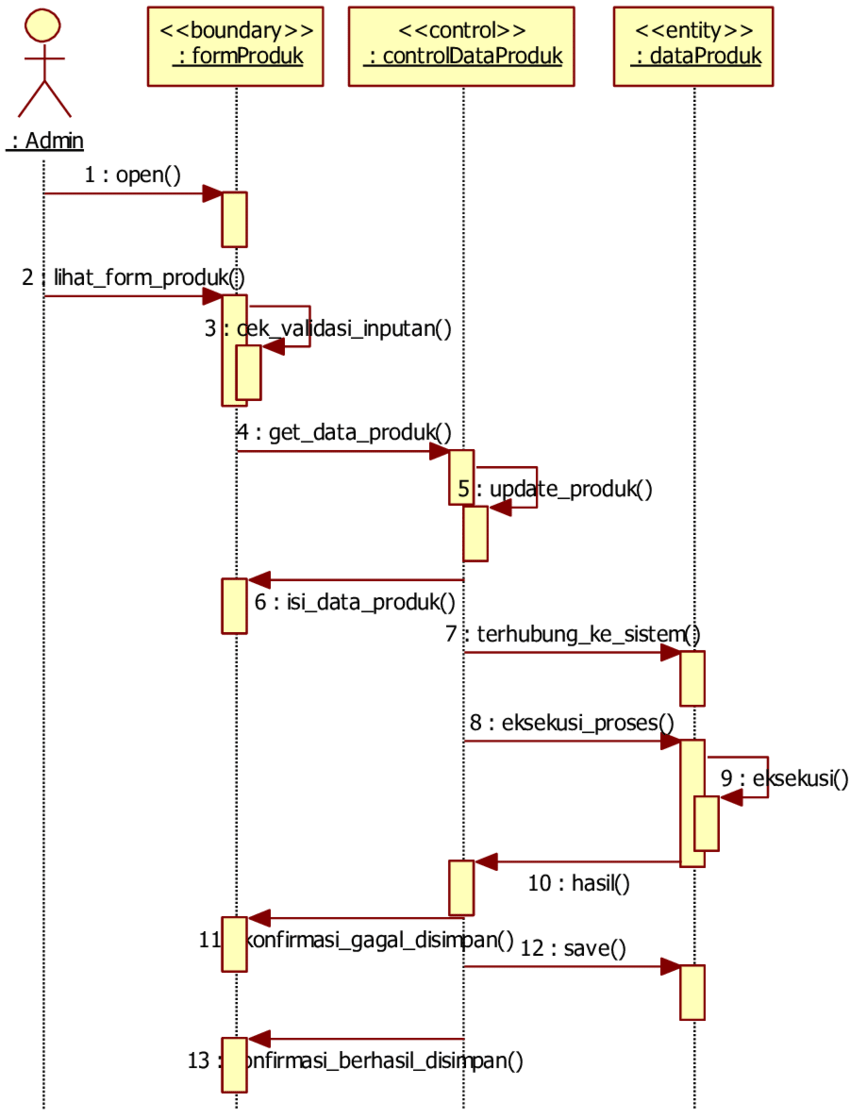 <<boundary>>
: formProduk
<<control>>
: controlDataProduk
<<entity>>
: dataProduk
: Admin
1 : open()
2 : lihat_form_produk()
3 : cek_validasi_inputan()
4 : get_data_produk()
5 : update_produk()
6 : isi_data_produk()
7 : terhubung_ke_sistem()
8 : eksekusi_proses()
9 : eksekusi()
10 : hasil()
11 : konfirmasi_gagal_disimpan()
12 : save()
13 : konfirmasi_berhasil_disimpan()